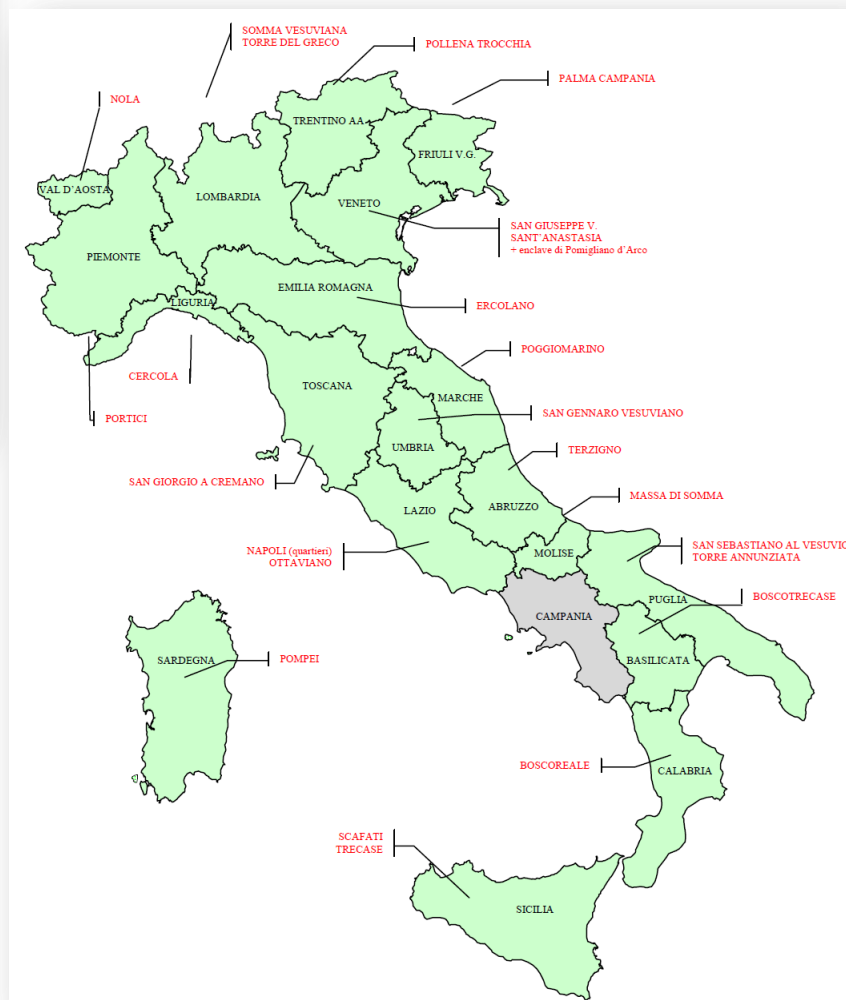 SOMMA VESUVIANA
TORRE DEL GRECO
POLLENA TROCCHIA
PALMA CAMPANIA
NOLA
TRENTINO AA
FRIULI V.G.
VAL D'AOSTA
LOMBARDIA
VENETO
SAN GIUSEPPE V.
SANT'ANASTASIA
+ enclave di Pomigliano d'Arco
PIEMONTE
EMILIA ROMAGNA
LIGURIA
ERCOLANO
POGGIOMARINO
CERCOLA
TOSCANA
MARCHE
PORTICI
SAN GENNARO VESUVIANO
UMBRIA
TERZIGNO
SAN GIORGIO A CREMANO
MASSA DI SOMMA
ABRUZZO
LAZIO
NAPOLI (quartieri)
OTTAVIANO
MOLISE
SAN SEBASTIANO AL VESUVIO
TORRE ANNUNZIATA
BOSCOTRECASE
PUGLIA
CAMPANIA
SARDEGNA
POMPEI
BASILICATA
BOSCOREALE
CALABRIA
SCAFATI
TRECASE
SICILIA